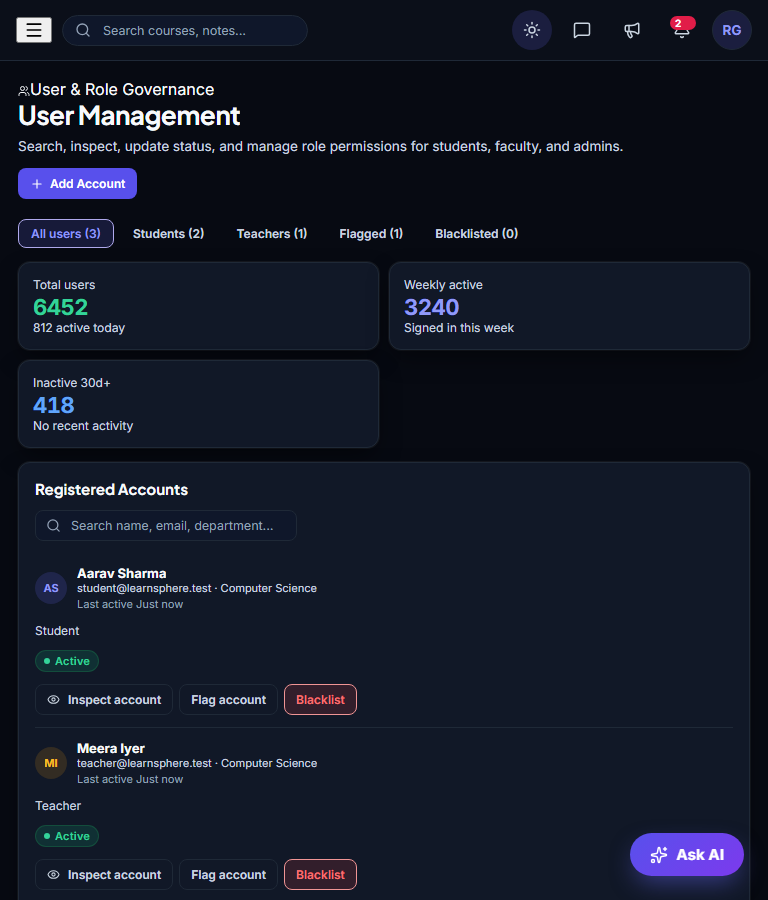 Search courses, notes...
2
RG
User & Role Governance
User Management
Search, inspect, update status, and manage role permissions for students, faculty, and admins.
Add Account
All users (3)
Students (2)
Teachers (1)
Flagged (1)
Blacklisted (0)
Total users
6452
812 active today
Weekly active
3240
Signed in this week
Inactive 30d+
418
No recent activity
Registered Accounts
Search name, email, department...
AS
Aarav Sharma
student@learnsphere.test · Computer Science
Last active Just now
Student
Active
Inspect account
Flag account
Blacklist
MI
Meera Iyer
teacher@learnsphere.test · Computer Science
Last active Just now
Teacher
Active
Inspect account
Flag account
Blacklist
Ask AI